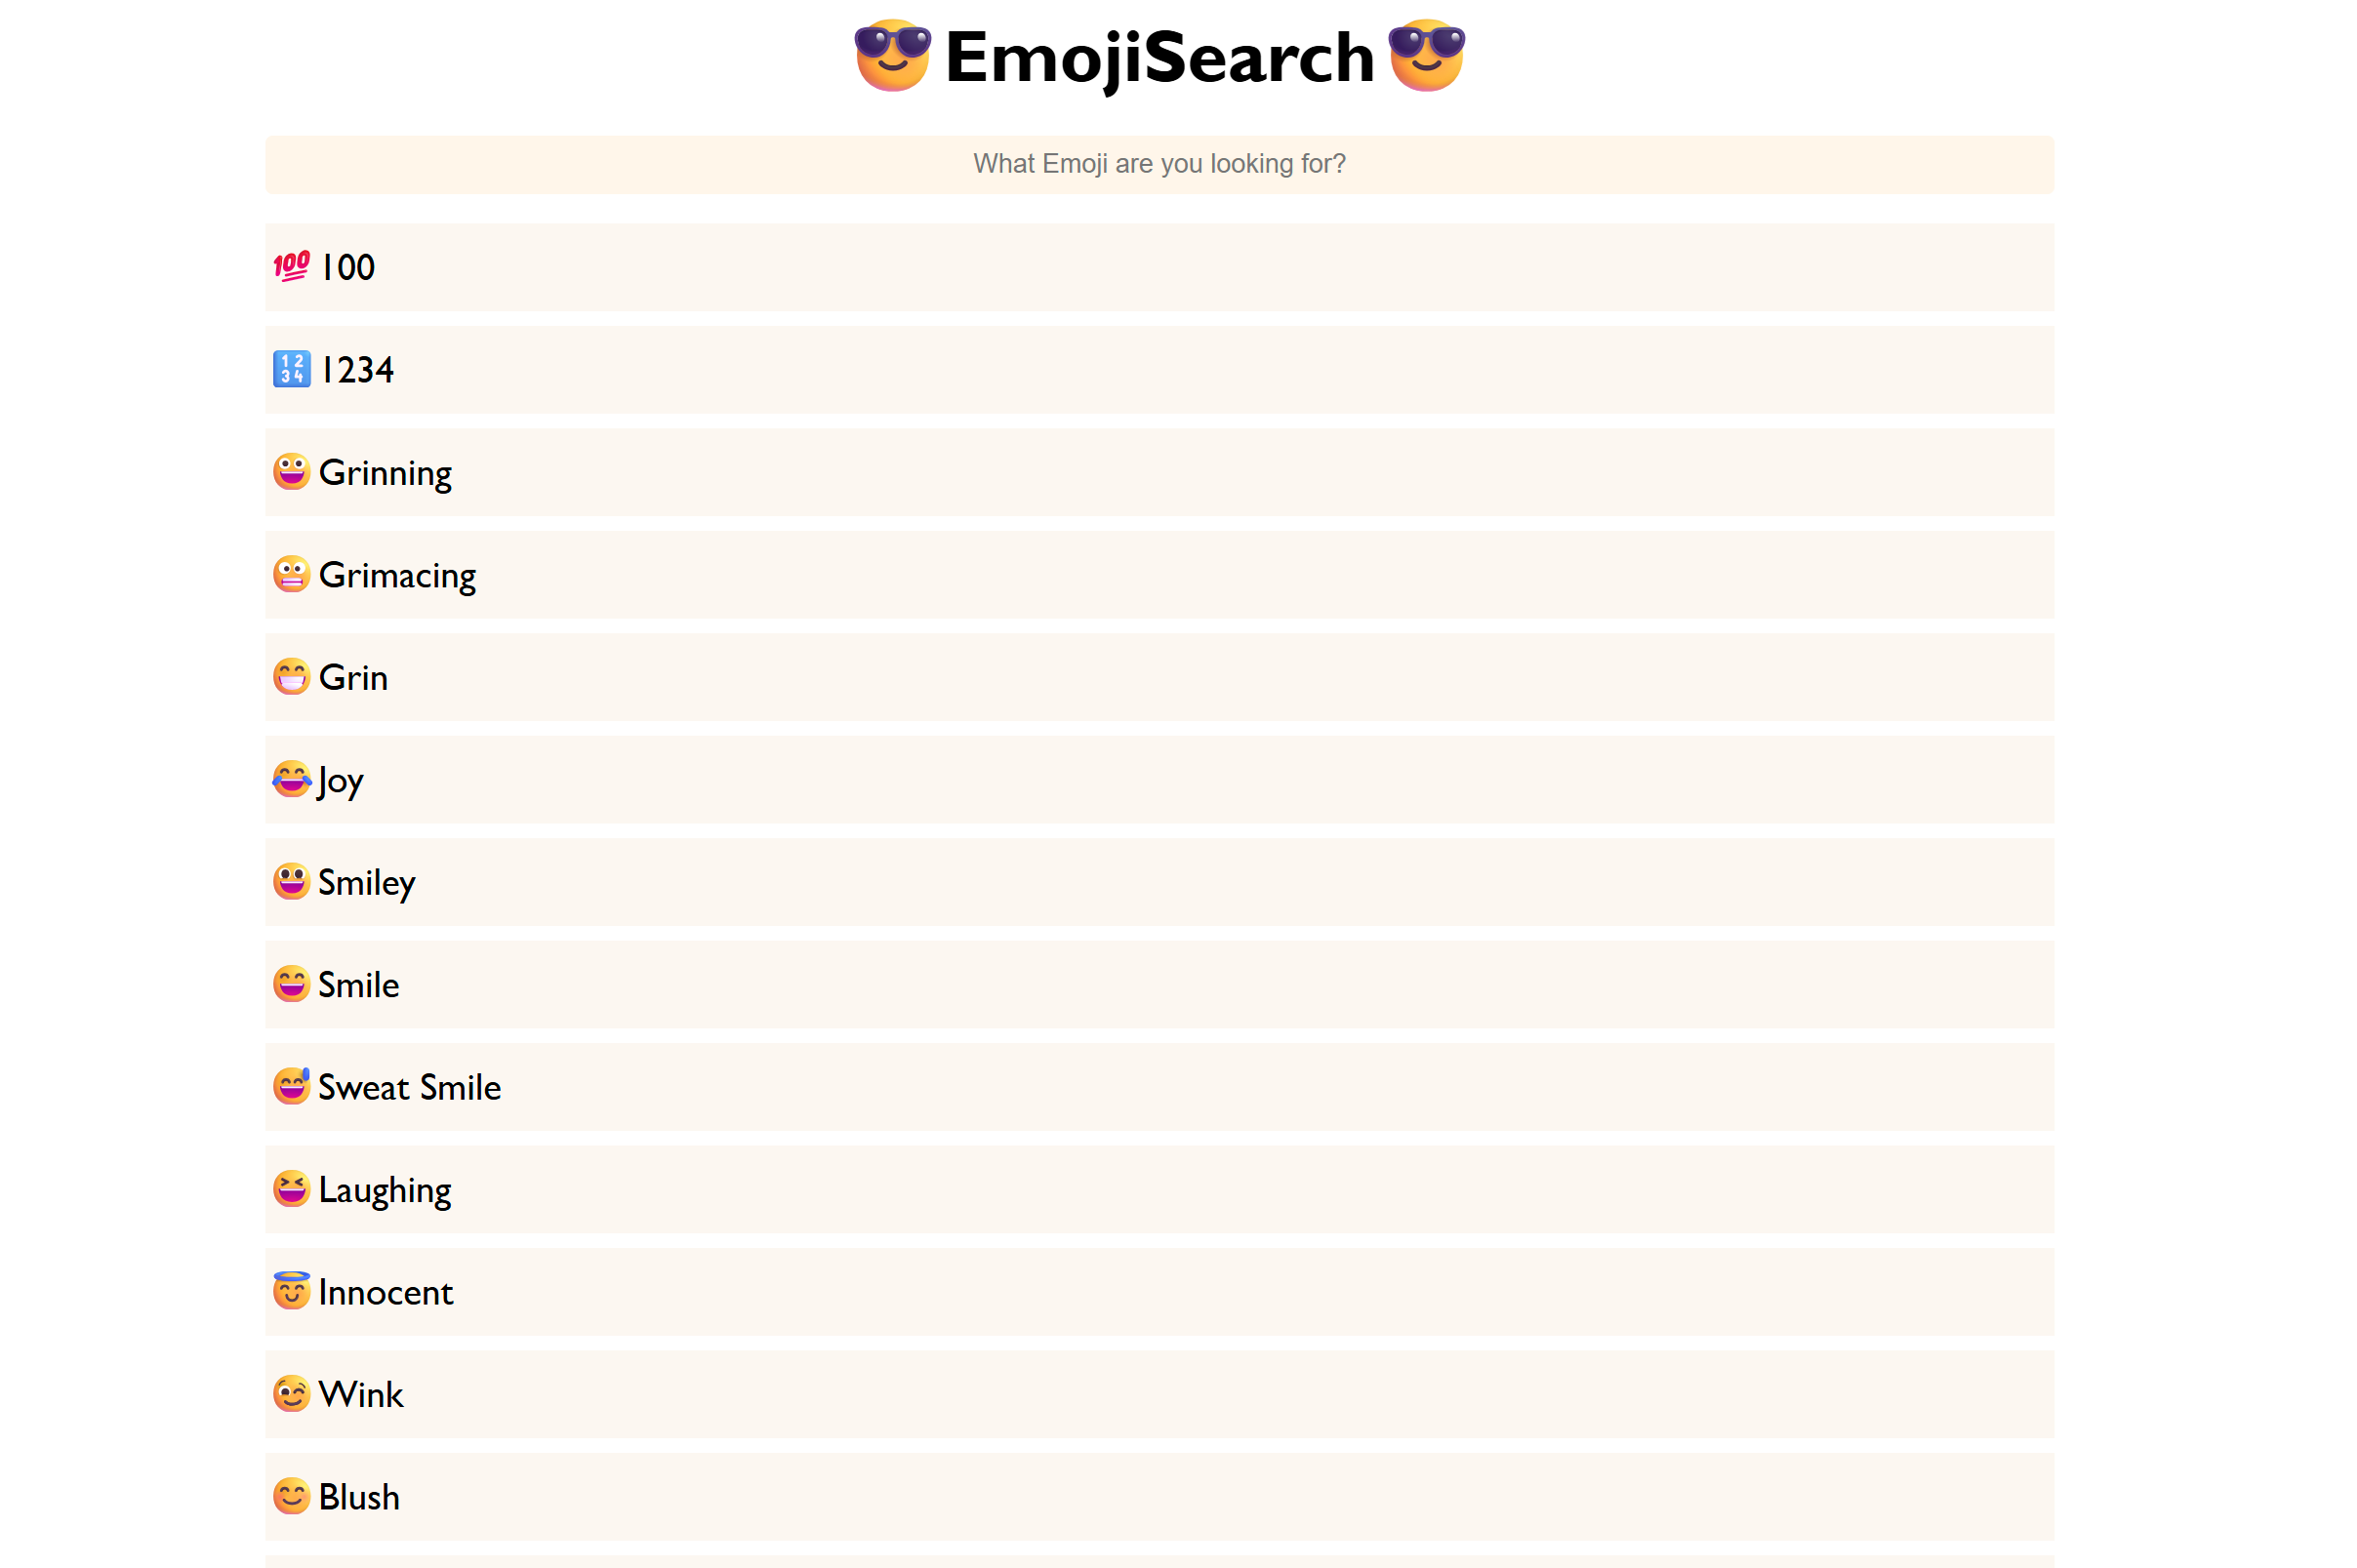 😎 EmojiSearch 😎
What Emoji are you looking for?
💯 100
🔢 1234
😀 Grinning
😬 Grimacing
😁 Grin
😂 Joy
😃 Smiley
😄 Smile
😅 Sweat Smile
😆 Laughing
😇 Innocent
😉 Wink
😊 Blush